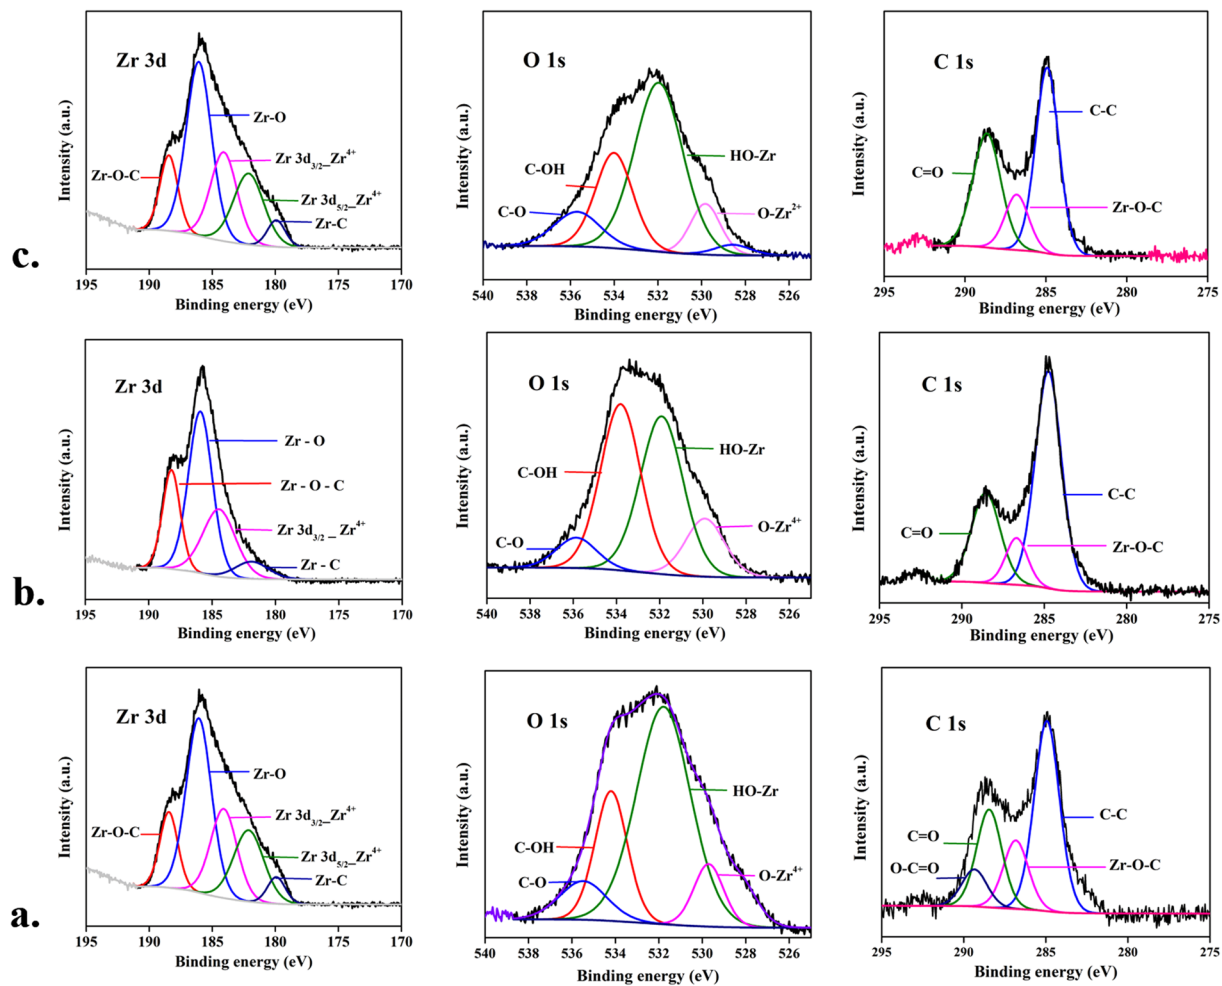 Zr 3d
Zr-O
Zr 3d3/2_Zr4+
Zr-O-C
Zr 3d5/2_Zr4+
Zr-C
Intensity (a.u.)
195 190 185 180 175 170
Binding energy (eV)
O 1s
HO-Zr
C-OH
C-O
O-Zr2+
Intensity (a.u.)
540 538 536 534 532 530 528 526
Binding energy (eV)
C 1s
C-C
C=O
Zr-O-C
Intensity (a.u.)
295 290 285 280 275
Binding energy (eV)
c.
Zr 3d
Zr - O
Zr - O - C
Zr 3d3/2 _ Zr4+
Zr - C
Intensity (a.u.)
195 190 185 180 175 170
Binding energy (eV)
O 1s
HO-Zr
C-OH
O-Zr4+
C-O
Intensity (a.u.)
540 538 536 534 532 530 528 526
Binding energy (eV)
C 1s
C-C
C=O
Zr-O-C
Intensity (a.u.)
295 290 285 280 275
Binding energy (eV)
b.
Zr 3d
Zr-O
Zr 3d3/2_Zr4+
Zr-O-C
Zr 3d5/2_Zr4+
Zr-C
Intensity (a.u.)
195 190 185 180 175 170
Binding energy (eV)
O 1s
HO-Zr
C-OH
O-Zr4+
C-O
Intensity (a.u.)
540 538 536 534 532 530 528 526
Binding energy (eV)
C 1s
C-C
C=O
O-C=O
Zr-O-C
Intensity (a.u.)
295 290 285 280 275
Binding energy (eV)
a.